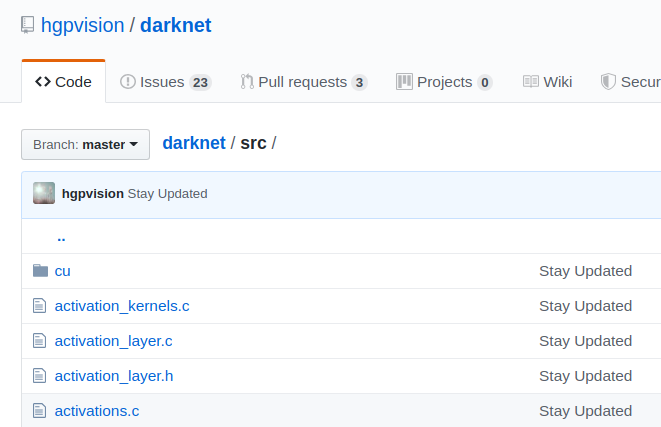 hgpvision / darknet
Code Issues 23 Pull requests 3 Projects 0 Wiki Secur
Branch: master darknet / src /
hgpvision Stay Updated
..
cu Stay Updated
activation_kernels.c Stay Updated
activation_layer.c Stay Updated
activation_layer.h Stay Updated
activations.c Stay Updated